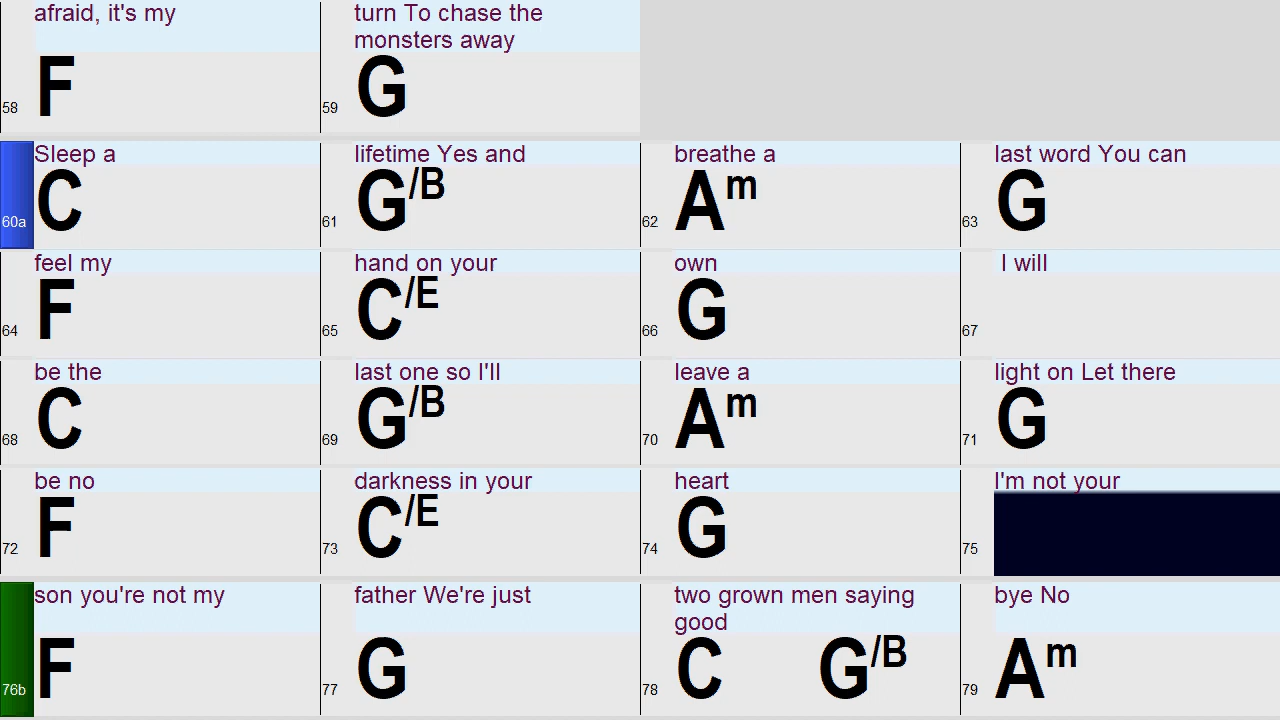 afraid, it's my turn To chase the
monsters away
58 F 59 G
Sleep a lifetime Yes and breathe a last word You can
60a C 61 G/B 62 Am 63 G
feel my hand on your own I will
64 F 65 C/E 66 G 67
be the last one so I'll leave a light on Let there
68 C 69 G/B 70 Am 71 G
be no darkness in your heart I'm not your
72 F 73 C/E 74 G 75
son you're not my father We're just two grown men saying bye No
good
76b F 77 G 78 C G/B 79 Am